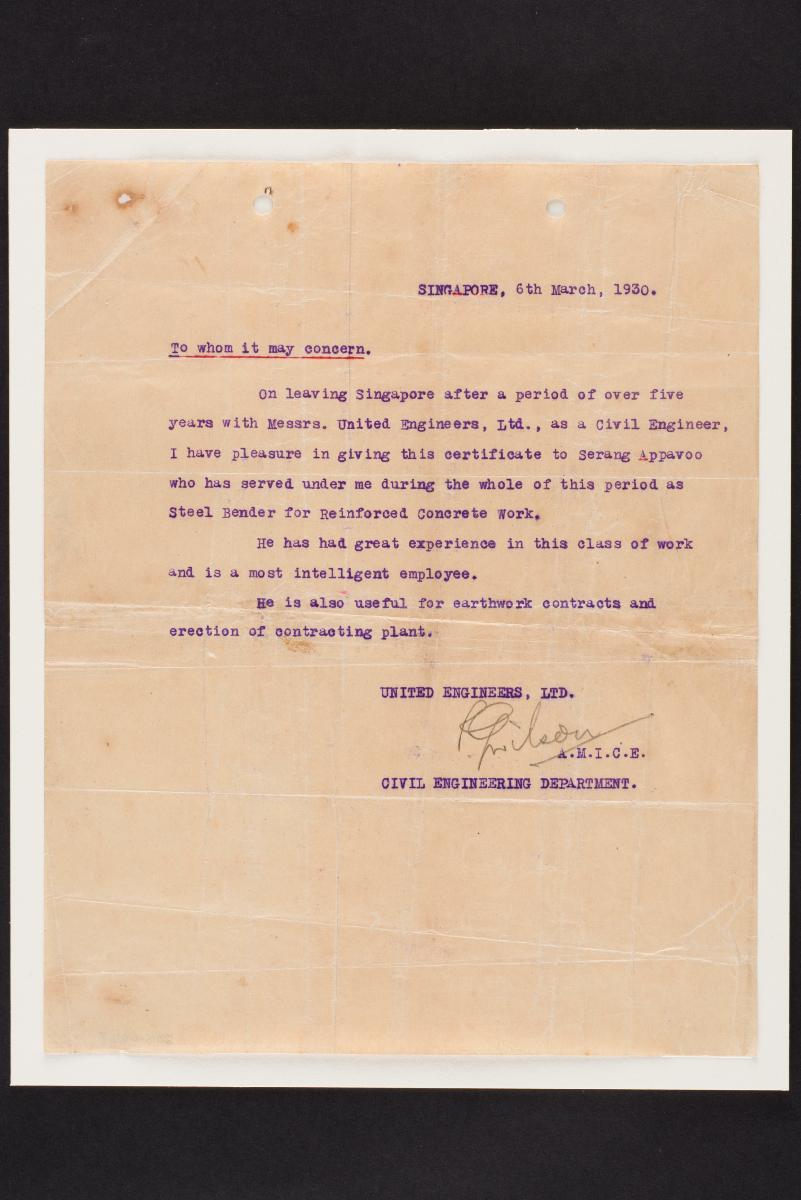 SINGAPORE, 6th March, 1930.
To whom it may concern.
On leaving Singapore after a period of over five
years with Messrs. United Engineers, Ltd., as a Civil Engineer,
I have pleasure in giving this certificate to Serang Appavoo
who has served under me during the whole of this period as
Steel Bender for Reinforced Concrete Work.
He has had great experience in this class of work
and is a most intelligent employee.
He is also useful for earthwork contracts and
erection of contracting plant.
UNITED ENGINEERS, LTD.
A.M.I.C.E.
CIVIL ENGINEERING DEPARTMENT.